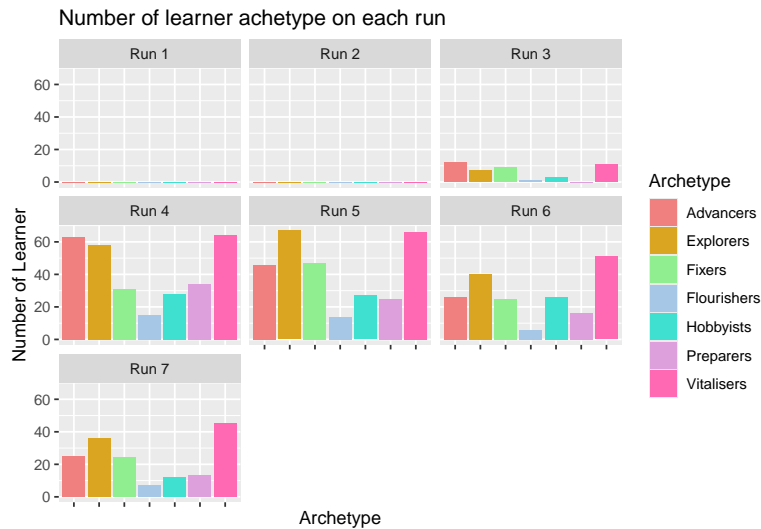 Number of learner achetype on each run
Run 1
Run 2
Run 3
60
40
20
0
Run 4
Run 5
Run 6
60
40
20
0
Run 7
60
40
20
0
Number of Learner
Archetype
Archetype
Advancers
Explorers
Fixers
Flourishers
Hobbyists
Preparers
Vitalisers